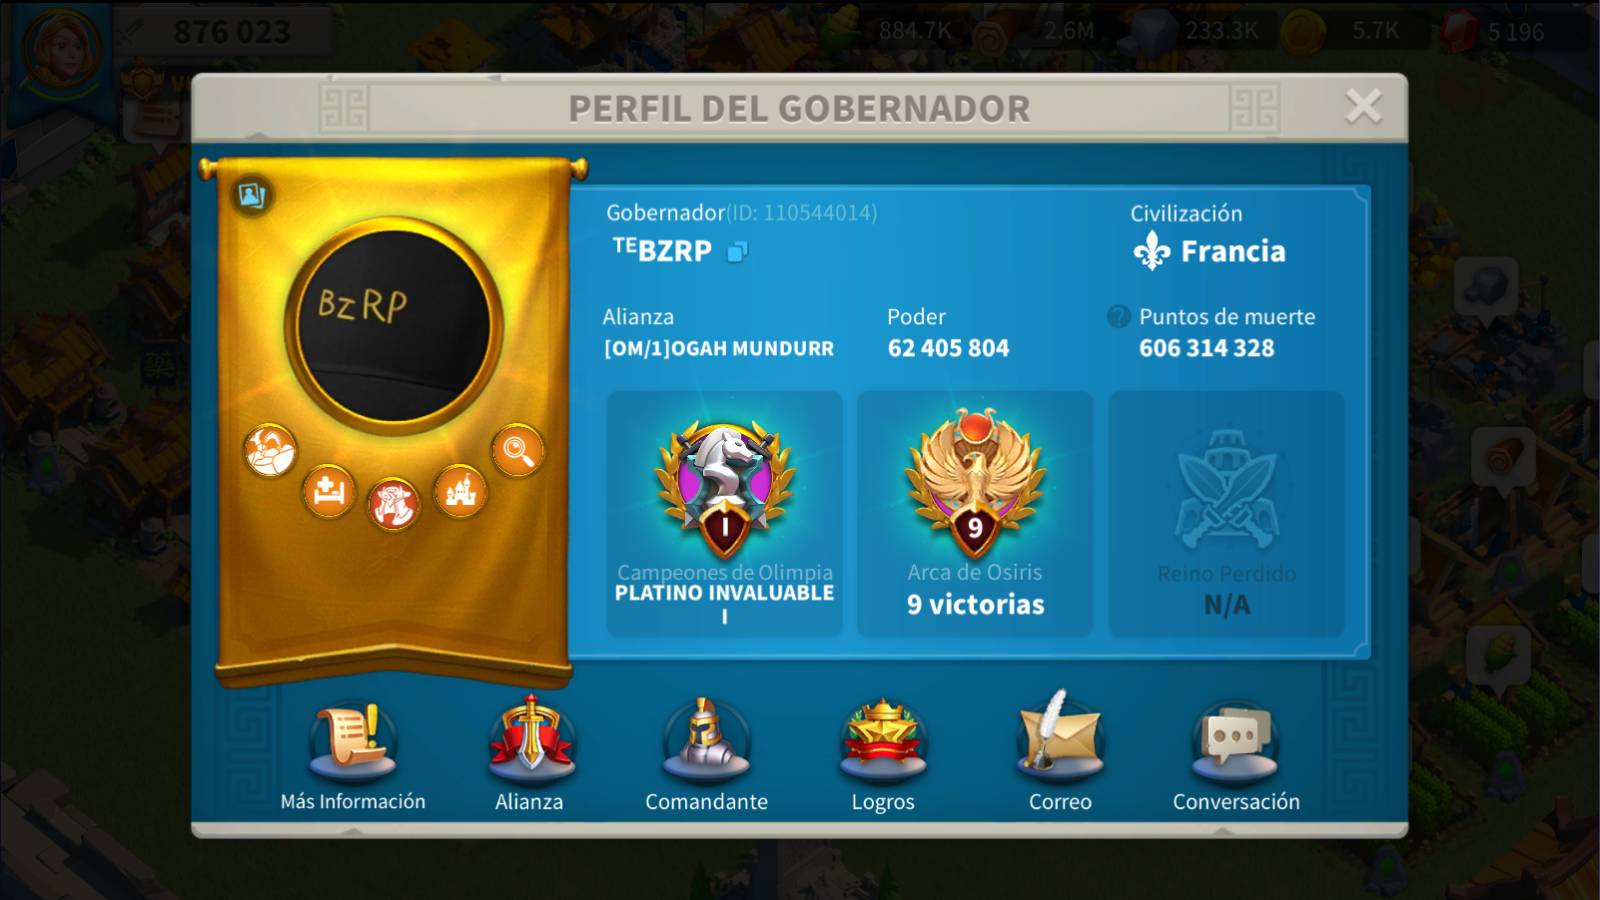 876 023
884.7K
2.6M
233.3K
5.7K
5 196
PERFIL DEL GOBERNADOR
BzRP
Gobernador(ID: 110544014)
ᵀᴱBZRP
Civilización
Francia
Alianza
[OM/1]OGAH MUNDURR
Poder
62 405 804
? Puntos de muerte
606 314 328
I
Campeones de Olimpia
PLATINO INVALUABLE
I
9
Arca de Osiris
9 victorias
Reino Perdido
N/A
Más Información
Alianza
Comandante
Logros
Correo
Conversación